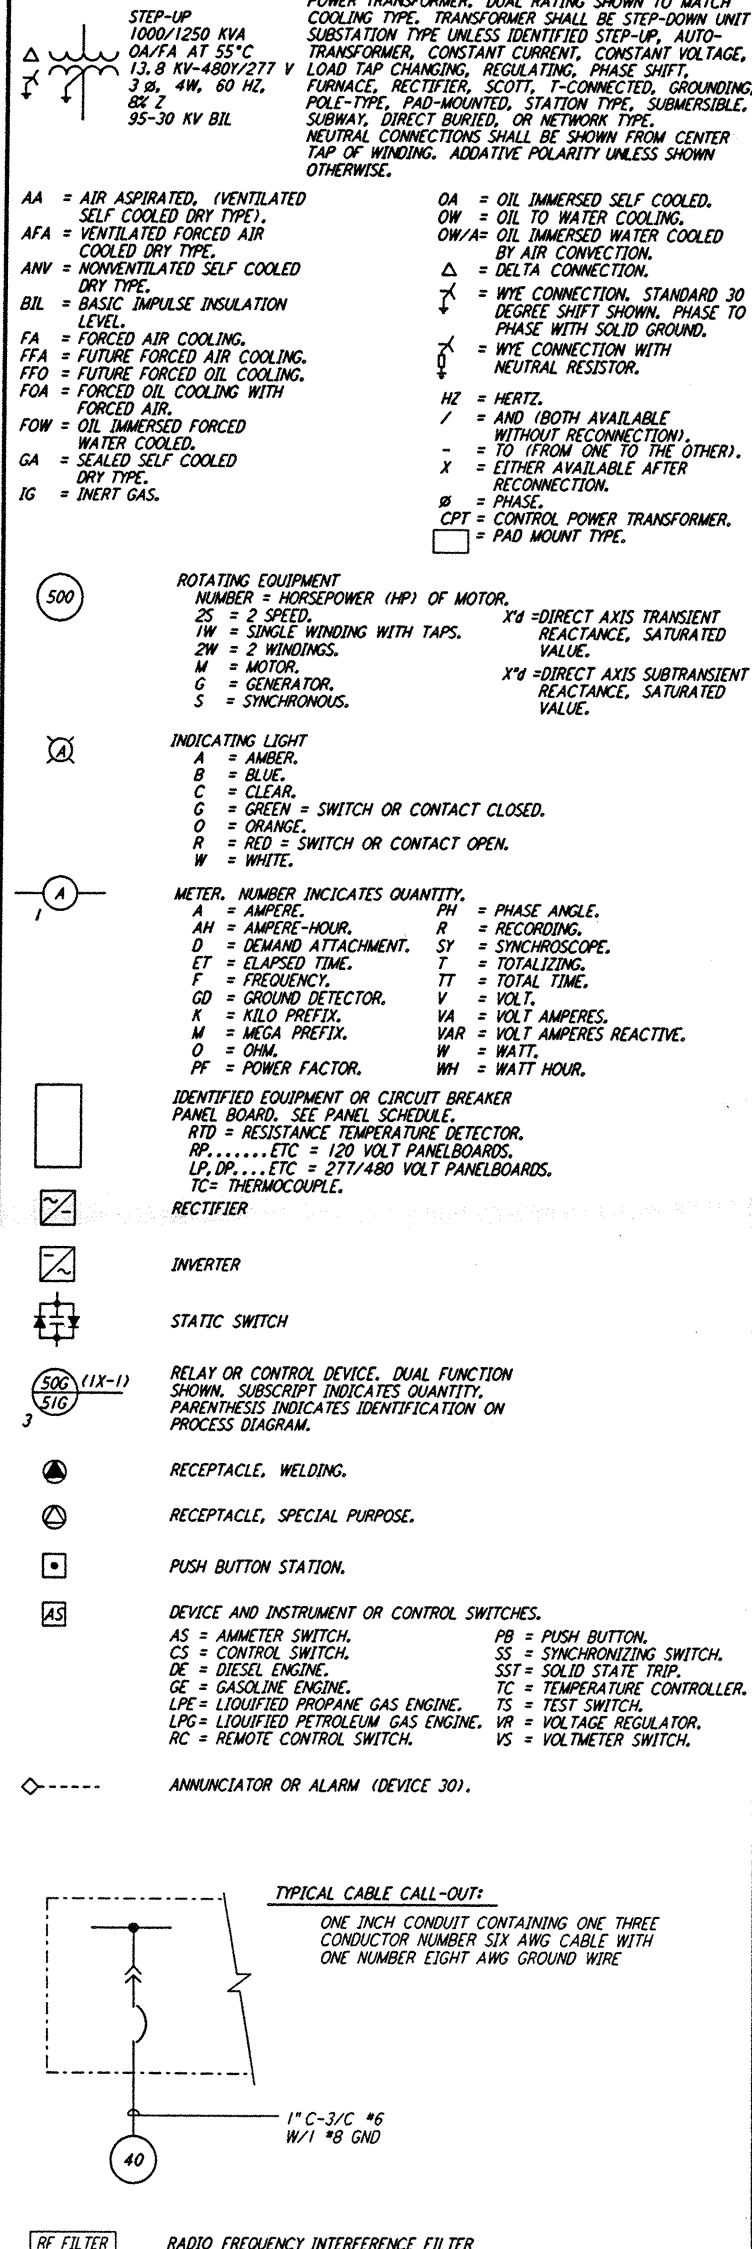 POWER TRANSFORMER. DUAL RATING SHOWN TO MATCH
COOLING TYPE. TRANSFORMER SHALL BE STEP-DOWN UNIT
SUBSTATION TYPE UNLESS IDENTIFIED STEP-UP, AUTO-
TRANSFORMER, CONSTANT CURRENT, CONSTANT VOLTAGE,
LOAD TAP CHANGING, REGULATING, PHASE SHIFT,
FURNACE, RECTIFIER, SCOTT, T-CONNECTED, GROUNDING,
POLE-TYPE, PAD-MOUNTED, STATION TYPE, SUBMERSIBLE.
SUBWAY, DIRECT BURIED, OR NETWORK TYPE.
NEUTRAL CONNECTIONS SHALL BE SHOWN FROM CENTER
TAP OF WINDING. ADDATIVE POLARITY UNLESS SHOWN
OTHERWISE.
STEP-UP
1000/1250 KVA
OA/FA AT 55°C
13.8 KV-480Y/277 V
3 ø, 4W, 60 HZ,
8% Z
95-30 KV BIL
AA = AIR ASPIRATED, (VENTILATED
SELF COOLED DRY TYPE).
AFA = VENTILATED FORCED AIR
COOLED DRY TYPE.
ANV = NONVENTILATED SELF COOLED
DRY TYPE.
BIL = BASIC IMPULSE INSULATION
LEVEL.
FA = FORCED AIR COOLING.
FFA = FUTURE FORCED AIR COOLING.
FFO = FUTURE FORCED OIL COOLING.
FOA = FORCED OIL COOLING WITH
FORCED AIR.
FOW = OIL IMMERSED FORCED
WATER COOLED.
GA = SEALED SELF COOLED
DRY TYPE.
IG = INERT GAS.
OA = OIL IMMERSED SELF COOLED.
OW = OIL TO WATER COOLING.
OW/A= OIL IMMERSED WATER COOLED
BY AIR CONVECTION.
Δ = DELTA CONNECTION.
= WYE CONNECTION. STANDARD 30
DEGREE SHIFT SHOWN. PHASE TO
PHASE WITH SOLID GROUND.
= WYE CONNECTION WITH
NEUTRAL RESISTOR.
HZ = HERTZ.
/ = AND (BOTH AVAILABLE
WITHOUT RECONNECTION).
- = TO (FROM ONE TO THE OTHER).
X = EITHER AVAILABLE AFTER
RECONNECTION.
ø = PHASE.
CPT = CONTROL POWER TRANSFORMER.
= PAD MOUNT TYPE.
500
ROTATING EQUIPMENT
NUMBER = HORSEPOWER (HP) OF MOTOR.
2S = 2 SPEED.
1W = SINGLE WINDING WITH TAPS.
2W = 2 WINDINGS.
M = MOTOR.
G = GENERATOR.
S = SYNCHRONOUS.
X'd =DIRECT AXIS TRANSIENT
REACTANCE, SATURATED
VALUE.
X"d =DIRECT AXIS SUBTRANSIENT
REACTANCE, SATURATED
VALUE.
A
INDICATING LIGHT
A = AMBER.
B = BLUE.
C = CLEAR.
G = GREEN = SWITCH OR CONTACT CLOSED.
O = ORANGE.
R = RED = SWITCH OR CONTACT OPEN.
W = WHITE.
A
1
METER. NUMBER INCICATES QUANTITY.
A = AMPERE.
AH = AMPERE-HOUR.
D = DEMAND ATTACHMENT.
ET = ELAPSED TIME.
F = FREQUENCY.
GD = GROUND DETECTOR.
K = KILO PREFIX.
M = MEGA PREFIX.
O = OHM.
PF = POWER FACTOR.
PH = PHASE ANGLE.
R = RECORDING.
SY = SYNCHROSCOPE.
T = TOTALIZING.
TT = TOTAL TIME.
V = VOLT.
VA = VOLT AMPERES.
VAR = VOLT AMPERES REACTIVE.
W = WATT.
WH = WATT HOUR.
IDENTIFIED EQUIPMENT OR CIRCUIT BREAKER
PANEL BOARD. SEE PANEL SCHEDULE.
RTD = RESISTANCE TEMPERATURE DETECTOR.
RP.......ETC = 120 VOLT PANELBOARDS.
LP,DP....ETC = 277/480 VOLT PANELBOARDS.
TC= THERMOCOUPLE.
RECTIFIER
INVERTER
STATIC SWITCH
50G (1X-1)
51G
3
RELAY OR CONTROL DEVICE. DUAL FUNCTION
SHOWN. SUBSCRIPT INDICATES QUANTITY.
PARENTHESIS INDICATES IDENTIFICATION ON
PROCESS DIAGRAM.
RECEPTACLE, WELDING.
RECEPTACLE, SPECIAL PURPOSE.
PUSH BUTTON STATION.
AS
DEVICE AND INSTRUMENT OR CONTROL SWITCHES.
AS = AMMETER SWITCH.
CS = CONTROL SWITCH.
DE = DIESEL ENGINE.
GE = GASOLINE ENGINE.
LPE= LIQUIFIED PROPANE GAS ENGINE.
LPG= LIQUIFIED PETROLEUM GAS ENGINE.
RC = REMOTE CONTROL SWITCH.
PB = PUSH BUTTON.
SS = SYNCHRONIZING SWITCH.
SST= SOLID STATE TRIP.
TC = TEMPERATURE CONTROLLER.
TS = TEST SWITCH.
VR = VOLTAGE REGULATOR.
VS = VOLTMETER SWITCH.
ANNUNCIATOR OR ALARM (DEVICE 30).
TYPICAL CABLE CALL-OUT:
ONE INCH CONDUIT CONTAINING ONE THREE
CONDUCTOR NUMBER SIX AWG CABLE WITH
ONE NUMBER EIGHT AWG GROUND WIRE
1" C-3/C #6
W/1 #8 GND
40
RF FILTER
RADIO FREQUENCY INTERFERENCE FILTER